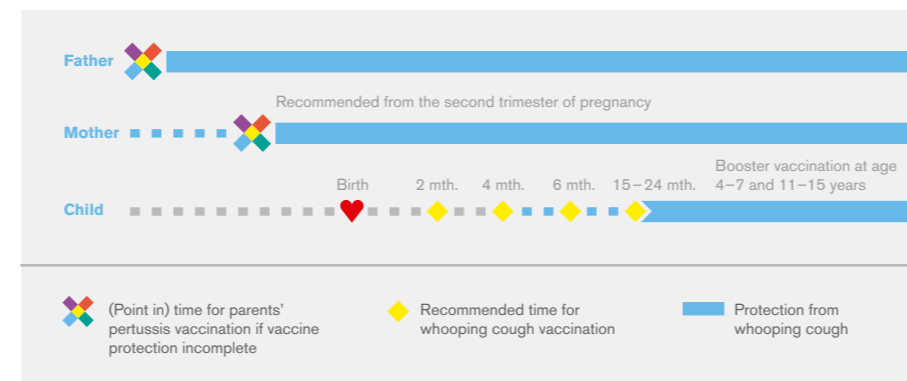 Father
Recommended from the second trimester of pregnancy
Mother
Booster vaccination at age
Birth 2 mth. 4 mth. 6 mth. 15–24 mth. 4–7 and 11–15 years
Child
(Point in) time for parents'
pertussis vaccination if vaccine
protection incomplete
Recommended time for
whooping cough vaccination
Protection from
whooping cough